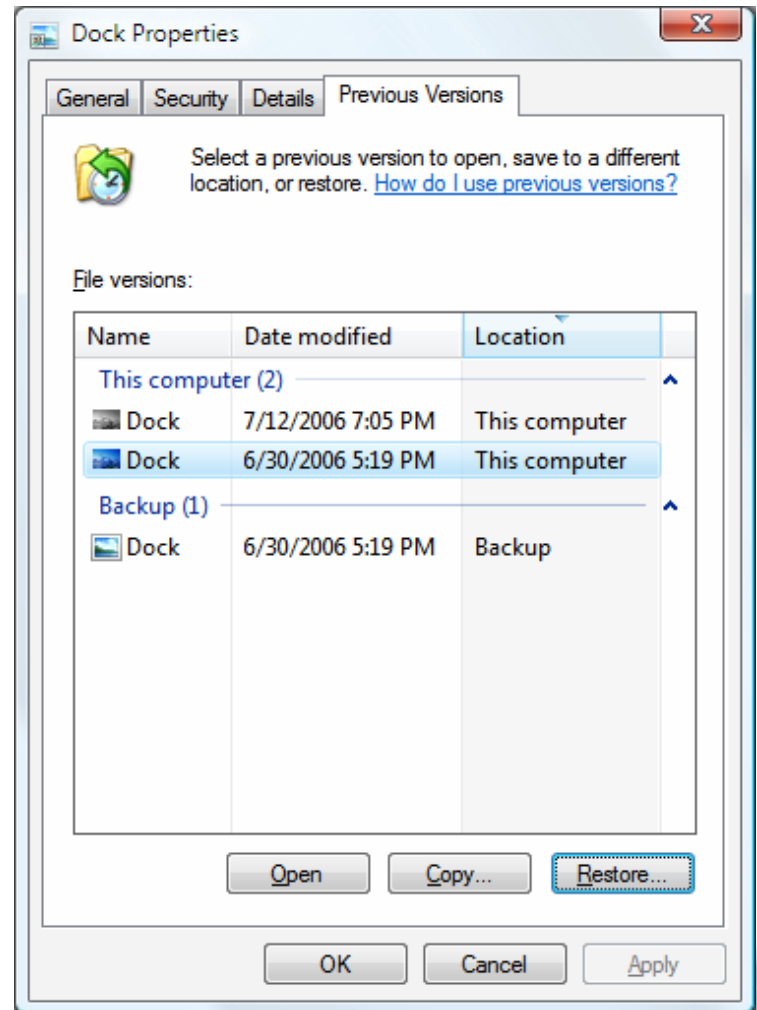 Dock Properties
General Security Details Previous Versions
Select a previous version to open, save to a different
location, or restore. How do I use previous versions?
File versions:
Name Date modified Location
This computer (2)
Dock 7/12/2006 7:05 PM This computer
Dock 6/30/2006 5:19 PM This computer
Backup (1)
Dock 6/30/2006 5:19 PM Backup
Open Copy... Restore...
OK Cancel Apply